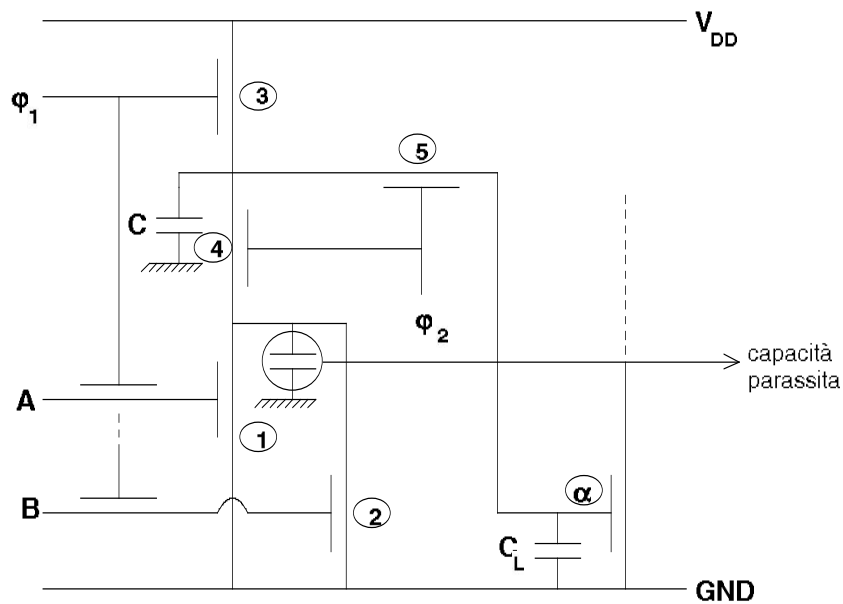 V_DD
φ_1
3
5
C
4
φ_2
capacità
parassita
A
1
B
2
α
C_L
GND